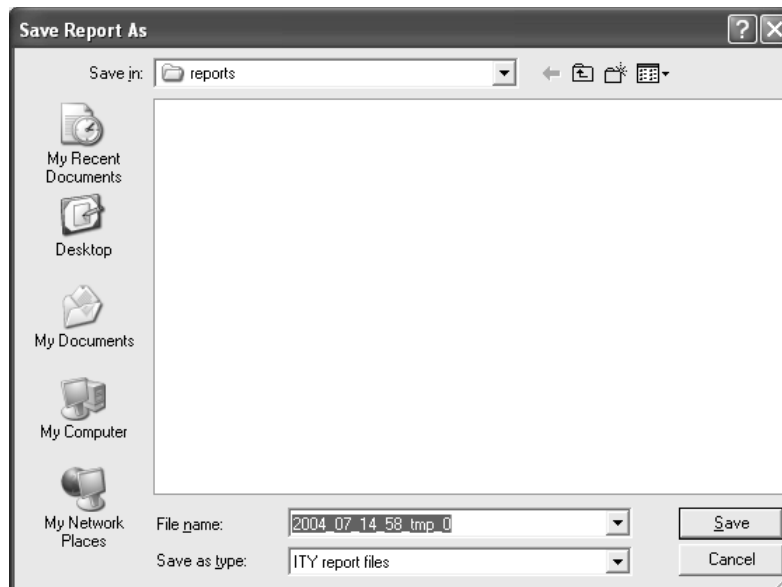 Save Report As
Save in:
reports
My Recent
Documents
Desktop
My Documents
My Computer
My Network
Places
File name:
2004_07_14_58_tmp_0
Save
Save as type:
ITY report files
Cancel